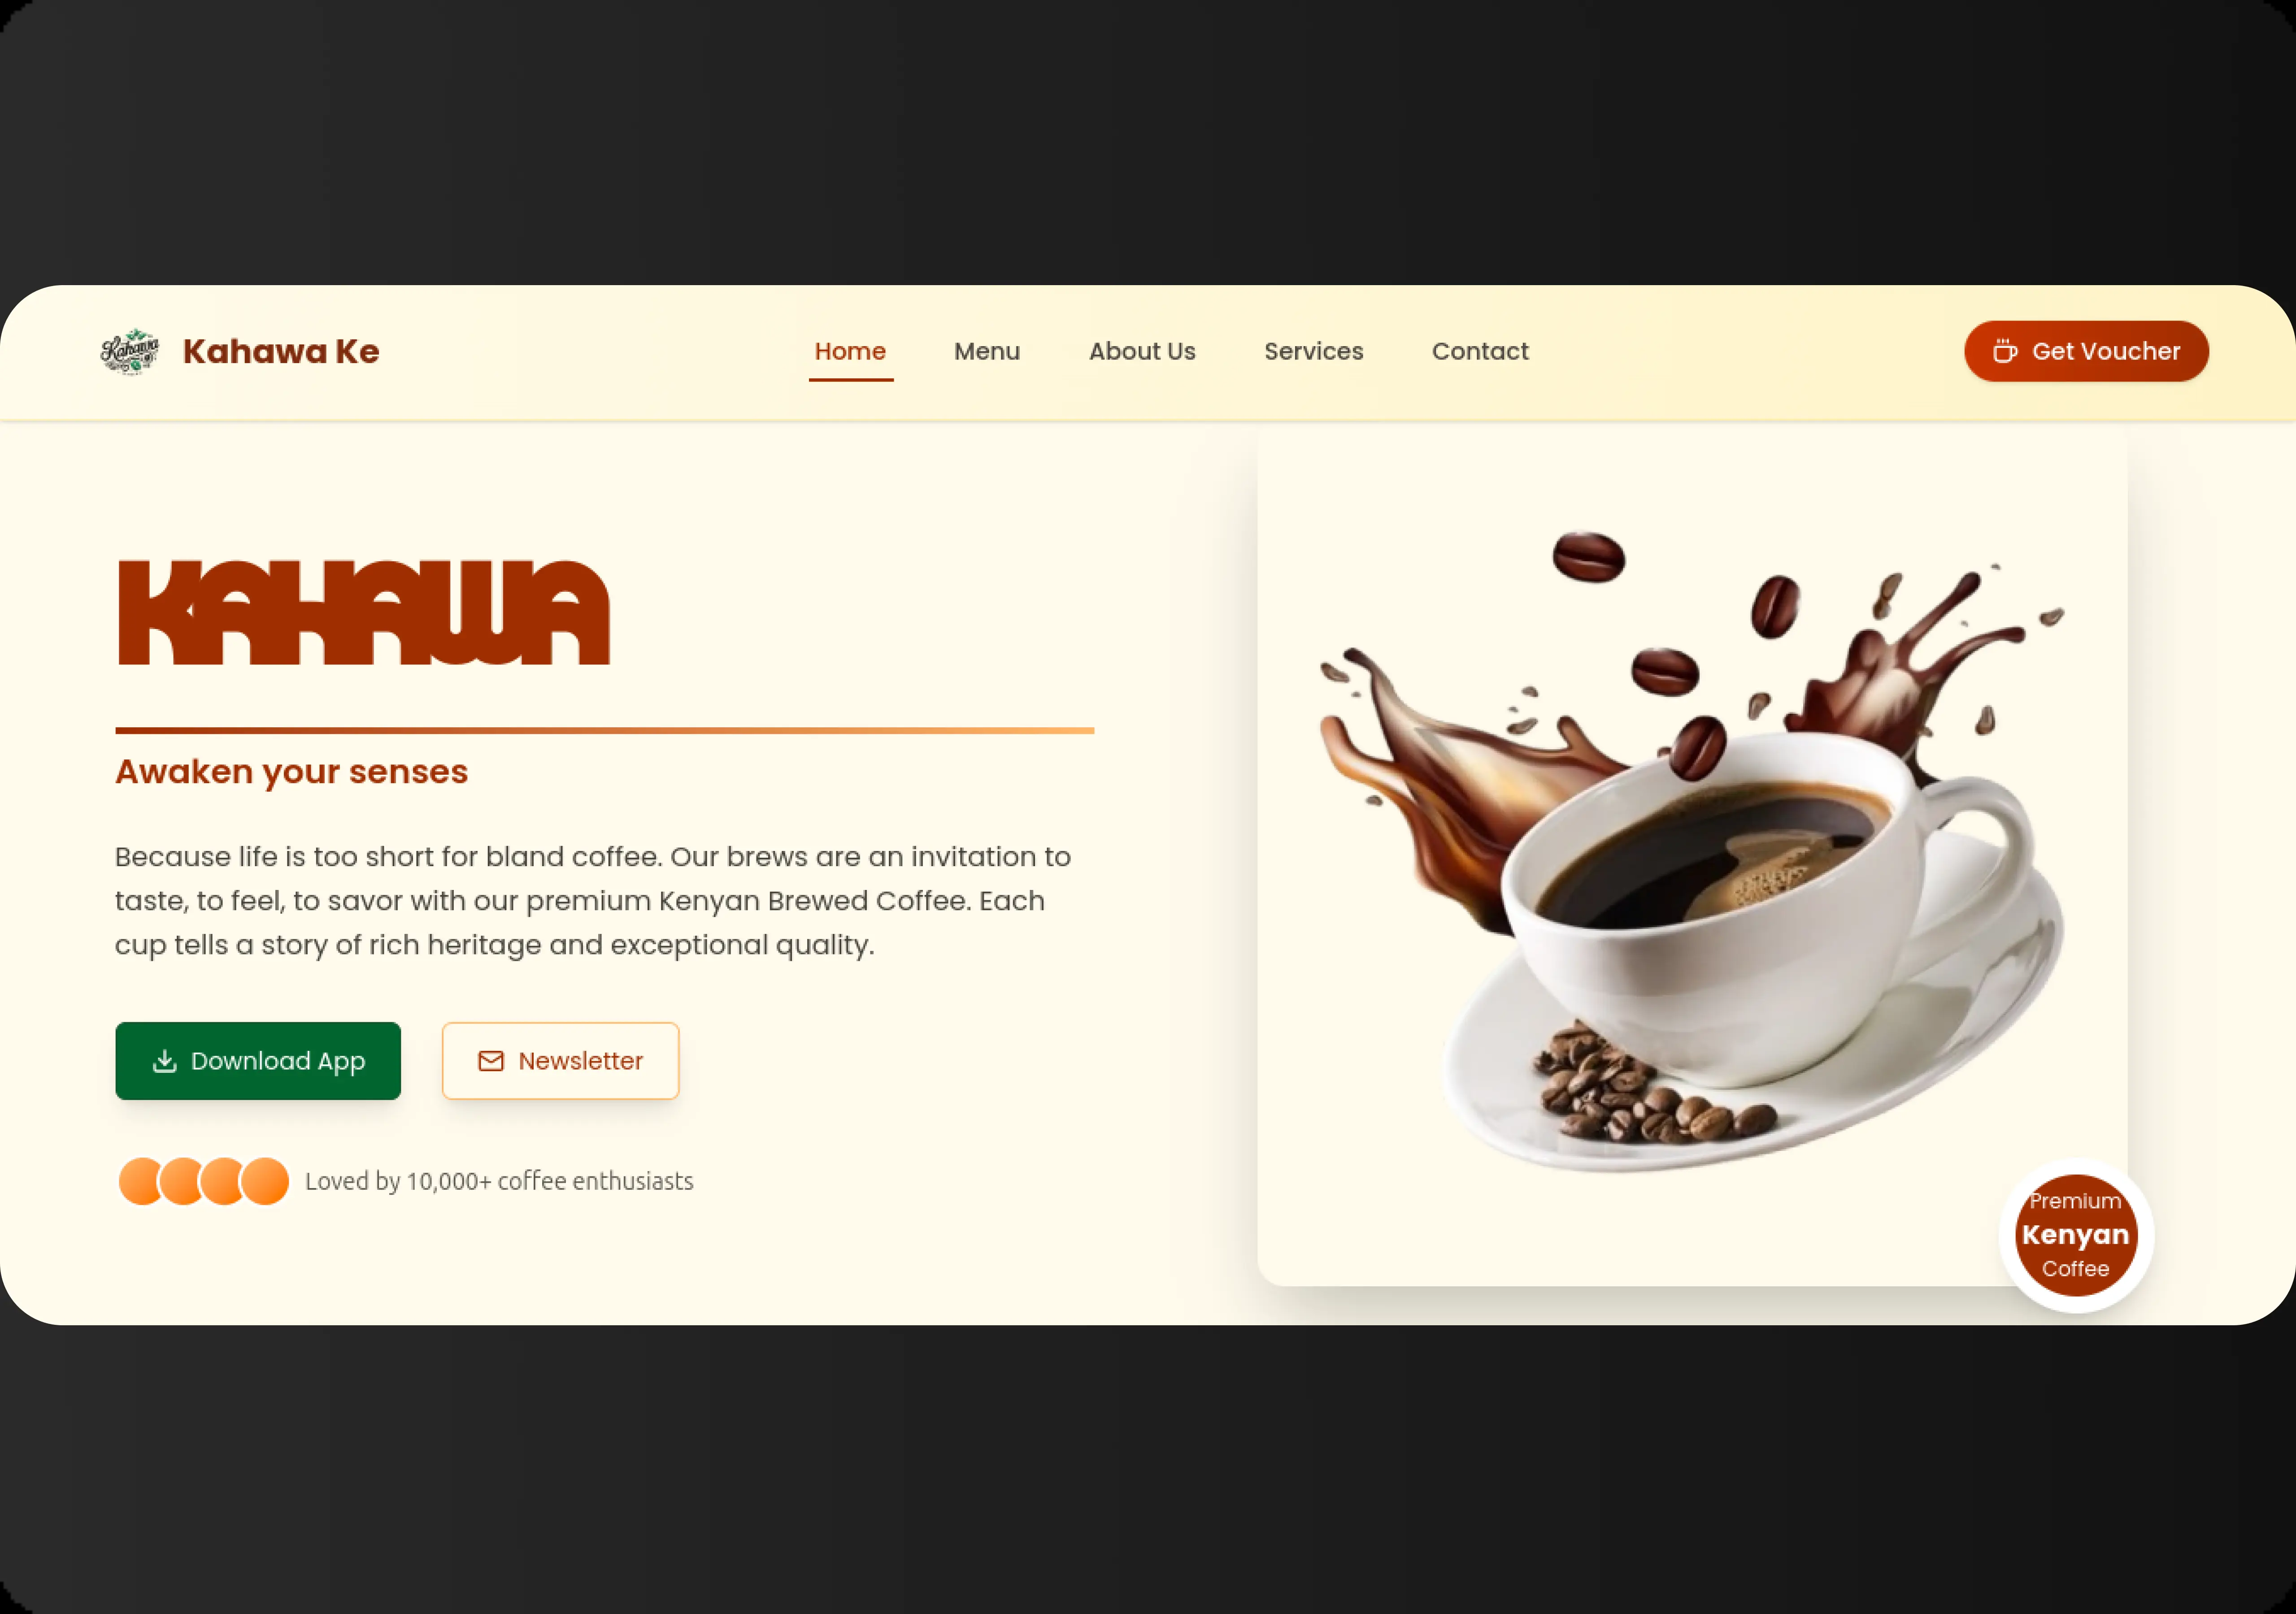 Kahawa
Kahawa Ke
Home
Menu
About Us
Services
Contact
Get Voucher
KAHAWA
Awaken your senses
Because life is too short for bland coffee. Our brews are an invitation to
taste, to feel, to savor with our premium Kenyan Brewed Coffee. Each
cup tells a story of rich heritage and exceptional quality.
Download App
Newsletter
Loved by 10,000+ coffee enthusiasts
Premium
Kenyan
Coffee